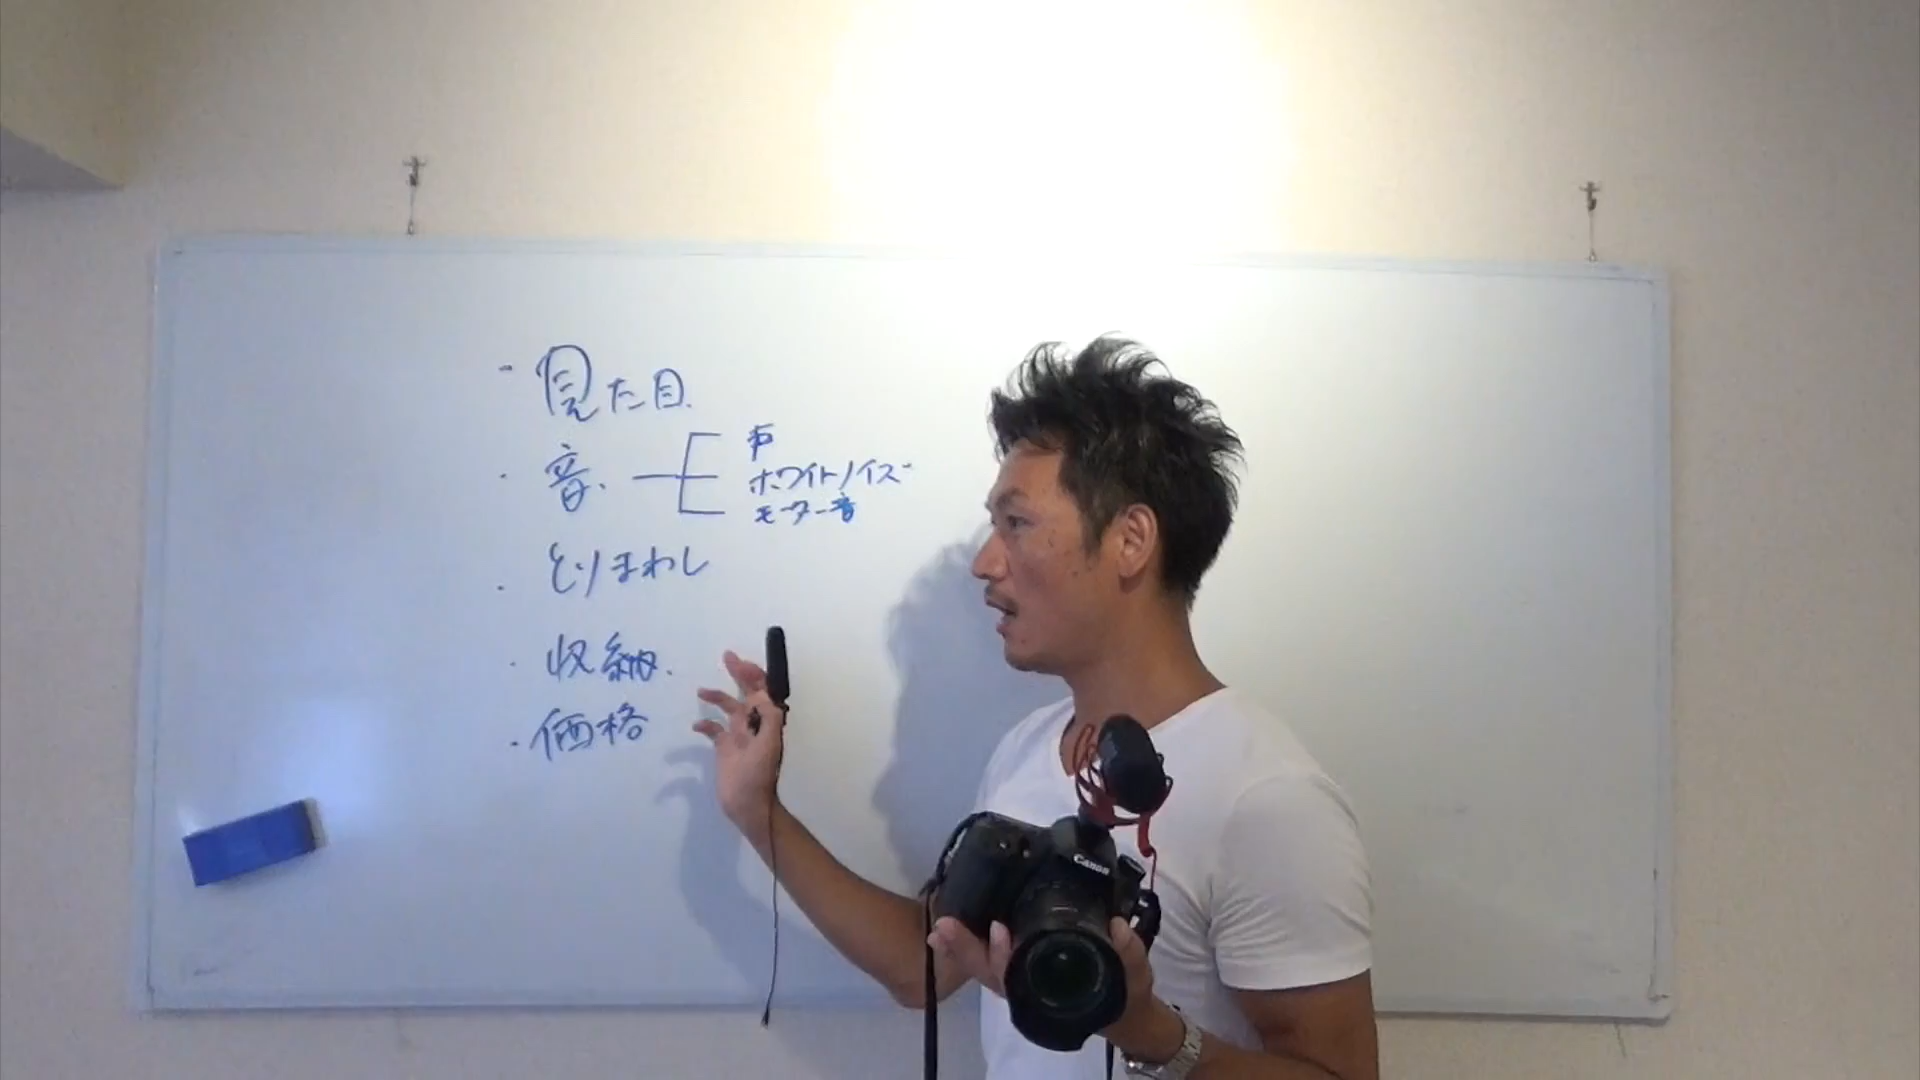 ・見た目.
・音.
声
ホワイトノイズ
モーター音
・とりまわし
・収納.
・価格
Canon